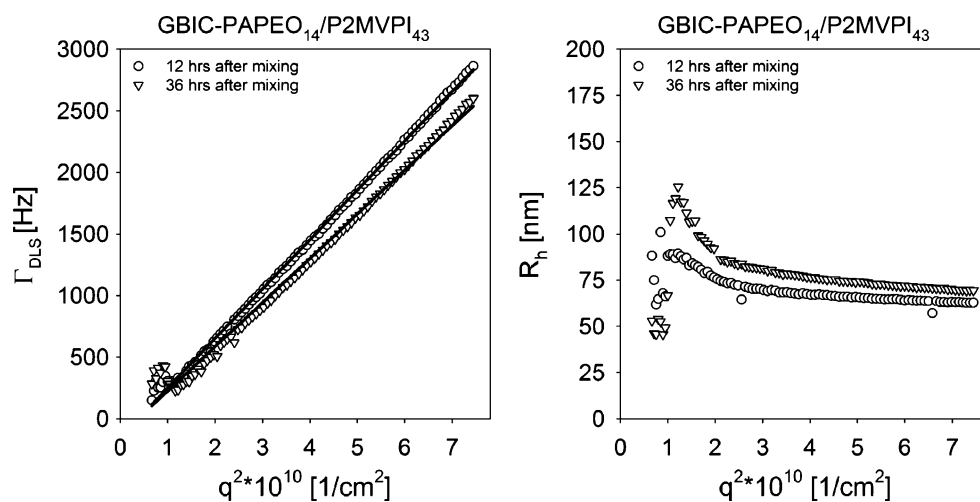 GBIC-PAPEO₁₄/P2MVPI₄₃
3000
2500
2000
1500
1000
500
0
○ 12 hrs after mixing
▽ 36 hrs after mixing
Γ_DLS [Hz]
0 1 2 3 4 5 6 7
q²*10¹⁰ [1/cm²]
GBIC-PAPEO₁₄/P2MVPI₄₃
200
175
150
125
100
75
50
25
0
○ 12 hrs after mixing
▽ 36 hrs after mixing
R_h [nm]
0 1 2 3 4 5 6 7
q²*10¹⁰ [1/cm²]